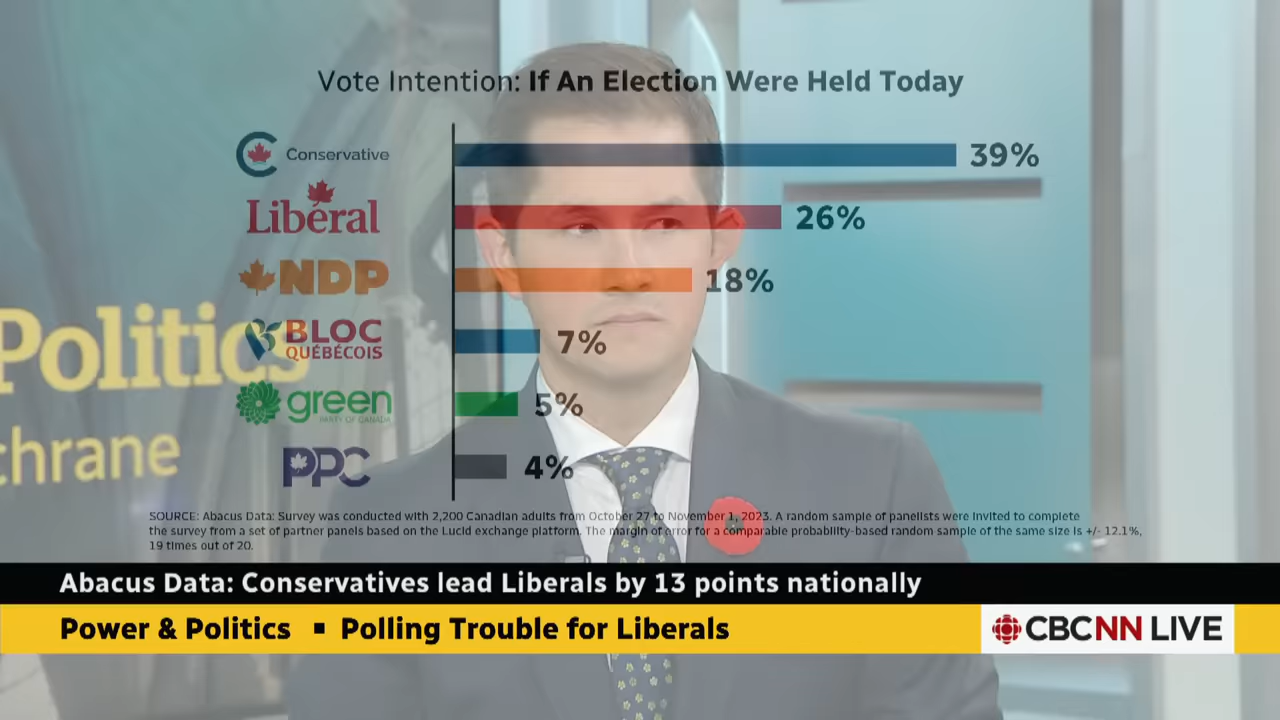 Vote Intention: If An Election Were Held Today
Conservative 39%
Libéral 26%
NDP 18%
BLOC QUÉBÉCOIS 7%
green PARTY OF CANADA 5%
PPC 4%
Politics
chrane
SOURCE: Abacus Data: Survey was conducted with 2,200 Canadian adults from October 27 to November 1, 2023. A random sample of panelists were invited to complete
the survey from a set of partner panels based on the Lucid exchange platform. The margin of error for a comparable probability-based random sample of the same size is +/- 12.1%,
19 times out of 20.
Abacus Data: Conservatives lead Liberals by 13 points nationally
Power & Politics ▪ Polling Trouble for Liberals
CBCNN LIVE